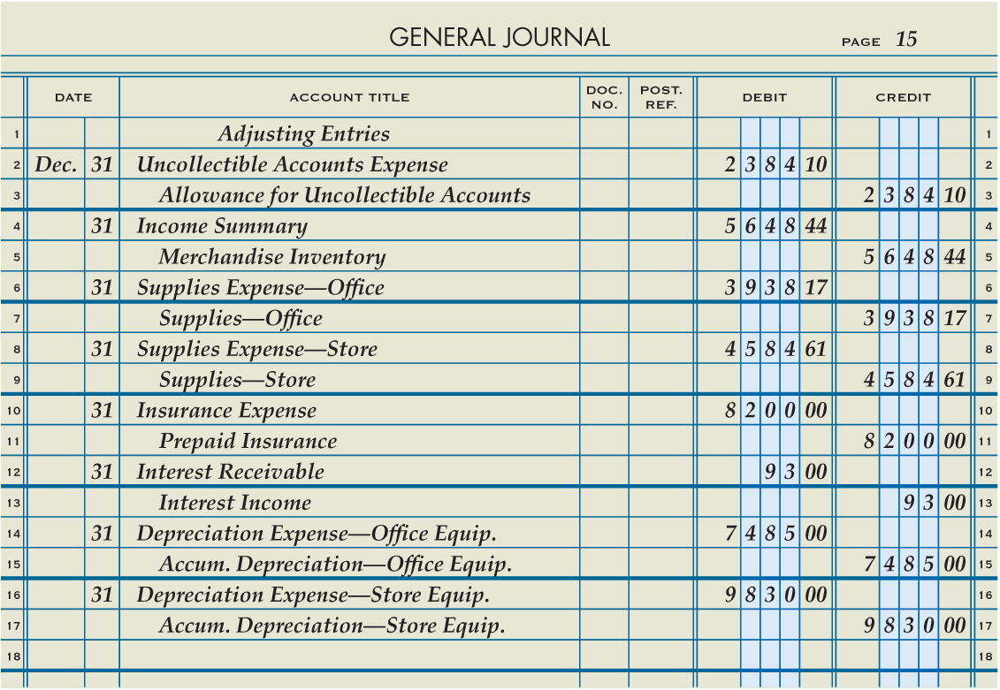 GENERAL JOURNAL PAGE 15
DATE ACCOUNT TITLE DOC. NO. POST. REF. DEBIT CREDIT
1 Adjusting Entries 1
2 Dec. 31 Uncollectible Accounts Expense 2 3 8 4 10 2
3 Allowance for Uncollectible Accounts 2 3 8 4 10 3
4 31 Income Summary 5 6 4 8 44 4
5 Merchandise Inventory 5 6 4 8 44 5
6 31 Supplies Expense—Office 3 9 3 8 17 6
7 Supplies—Office 3 9 3 8 17 7
8 31 Supplies Expense—Store 4 5 8 4 61 8
9 Supplies—Store 4 5 8 4 61 9
10 31 Insurance Expense 8 2 0 0 00 10
11 Prepaid Insurance 8 2 0 0 00 11
12 31 Interest Receivable 9 3 00 12
13 Interest Income 9 3 00 13
14 31 Depreciation Expense—Office Equip. 7 4 8 5 00 14
15 Accum. Depreciation—Office Equip. 7 4 8 5 00 15
16 31 Depreciation Expense—Store Equip. 9 8 3 0 00 16
17 Accum. Depreciation—Store Equip. 9 8 3 0 00 17
18 18